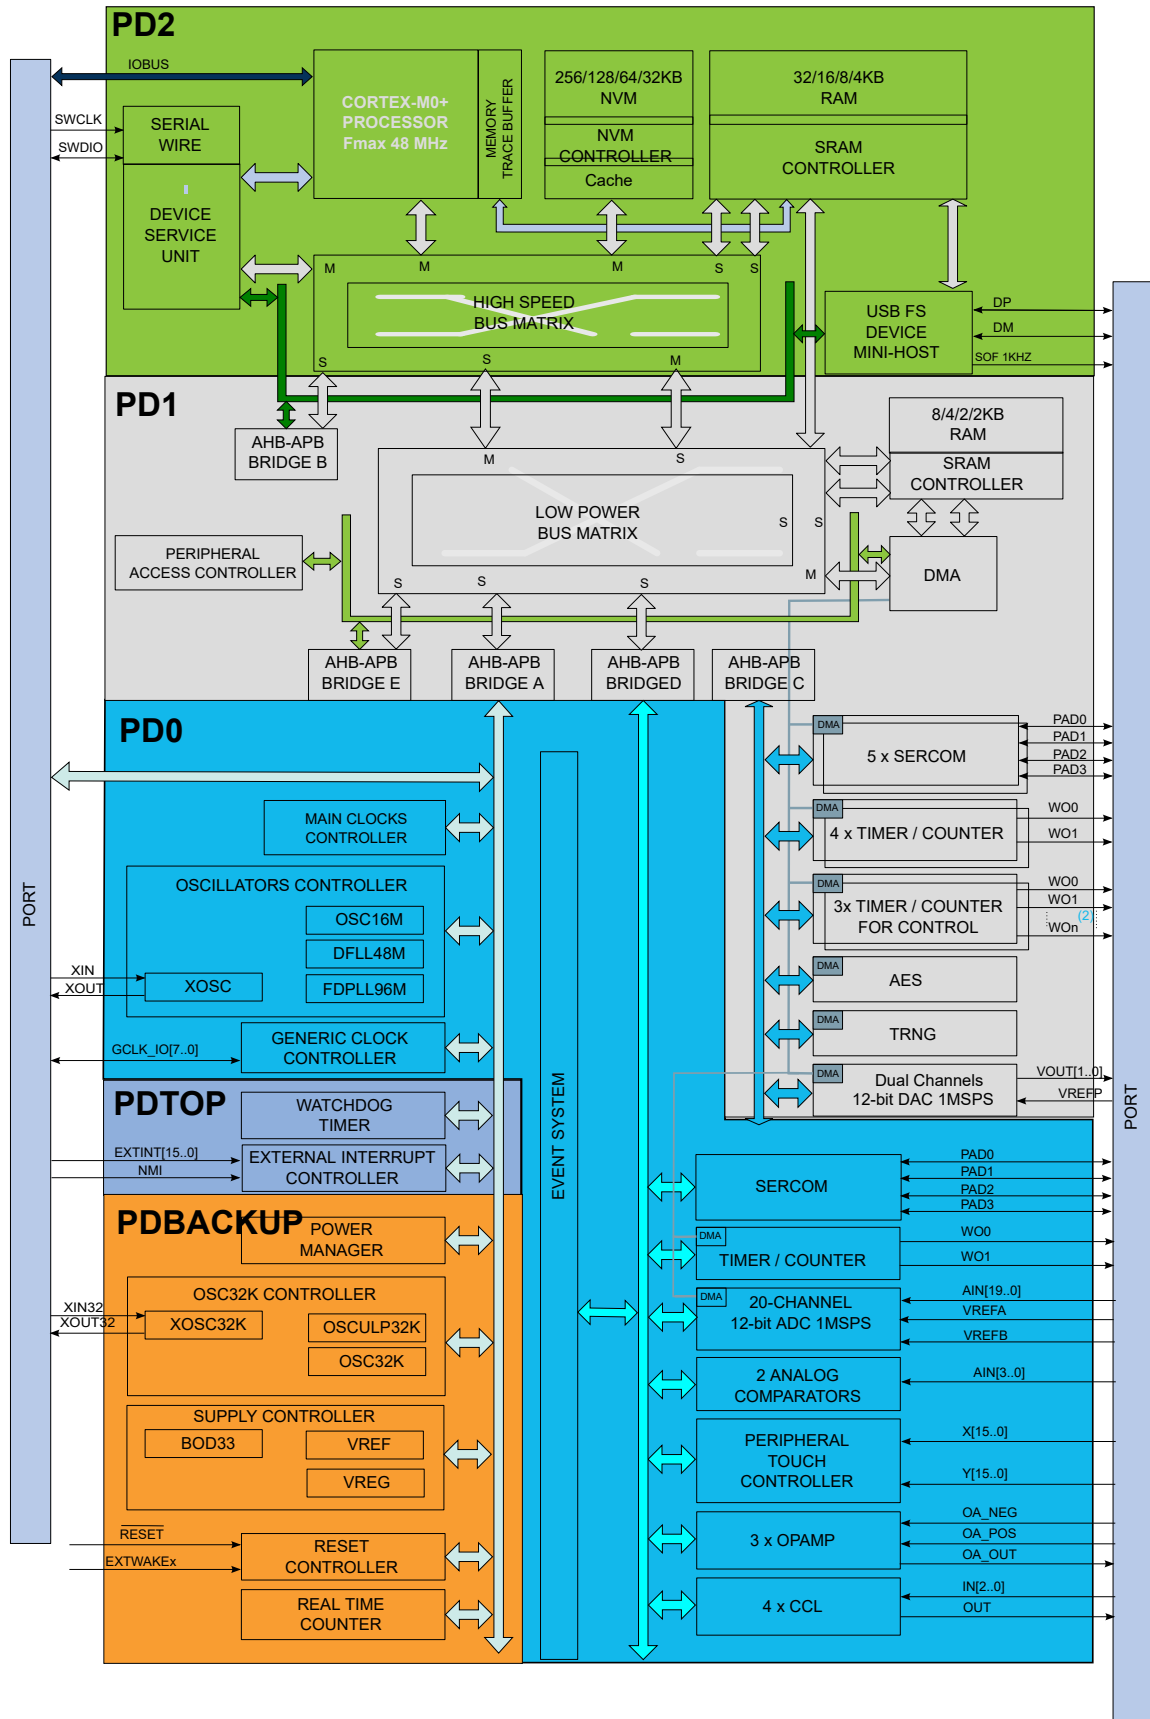 PD2
IOBUS
SWCLK
SWDIO
SERIAL
WIRE
DEVICE
SERVICE
UNIT
CORTEX-M0+
PROCESSOR
Fmax 48 MHz
MEMORY
TRACE BUFFER
256/128/64/32KB
NVM
NVM
CONTROLLER
Cache
32/16/8/4KB
RAM
SRAM
CONTROLLER
M
M
M
S
S
HIGH SPEED
BUS MATRIX
S
S
M
USB FS
DEVICE
MINI-HOST
DP
DM
SOF 1KHZ
PD1
AHB-APB
BRIDGE B
8/4/2/2KB
RAM
SRAM
CONTROLLER
M
S
LOW POWER
BUS MATRIX
S
S
M
S
S
S
PERIPHERAL
ACCESS CONTROLLER
DMA
AHB-APB
BRIDGE E
AHB-APB
BRIDGE A
AHB-APB
BRIDGED
AHB-APB
BRIDGE C
PD0
PORT
MAIN CLOCKS
CONTROLLER
OSCILLATORS CONTROLLER
OSC16M
DFLL48M
FDPLL96M
XOSC
XIN
XOUT
GCLK_IO[7..0]
GENERIC CLOCK
CONTROLLER
EVENT SYSTEM
DMA
5 x SERCOM
PAD0
PAD1
PAD2
PAD3
DMA
4 x TIMER / COUNTER
WO0
WO1
DMA
3x TIMER / COUNTER
FOR CONTROL
WO0
WO1
(2)
WOn
DMA
AES
DMA
TRNG
DMA
Dual Channels
12-bit DAC 1MSPS
VOUT[1..0]
VREFP
PORT
PDTOP
WATCHDOG
TIMER
EXTINT[15..0]
NMI
EXTERNAL INTERRUPT
CONTROLLER
PDBACKUP
POWER
MANAGER
OSC32K CONTROLLER
XIN32
XOUT32
XOSC32K
OSCULP32K
OSC32K
SUPPLY CONTROLLER
BOD33
VREF
VREG
RESET
EXTWAKEx
RESET
CONTROLLER
REAL TIME
COUNTER
SERCOM
PAD0
PAD1
PAD2
PAD3
DMA
TIMER / COUNTER
WO0
WO1
DMA
20-CHANNEL
12-bit ADC 1MSPS
AIN[19..0]
VREFA
VREFB
2 ANALOG
COMPARATORS
AIN[3..0]
PERIPHERAL
TOUCH
CONTROLLER
X[15..0]
Y[15..0]
3 x OPAMP
OA_NEG
OA_POS
OA_OUT
4 x CCL
IN[2..0]
OUT